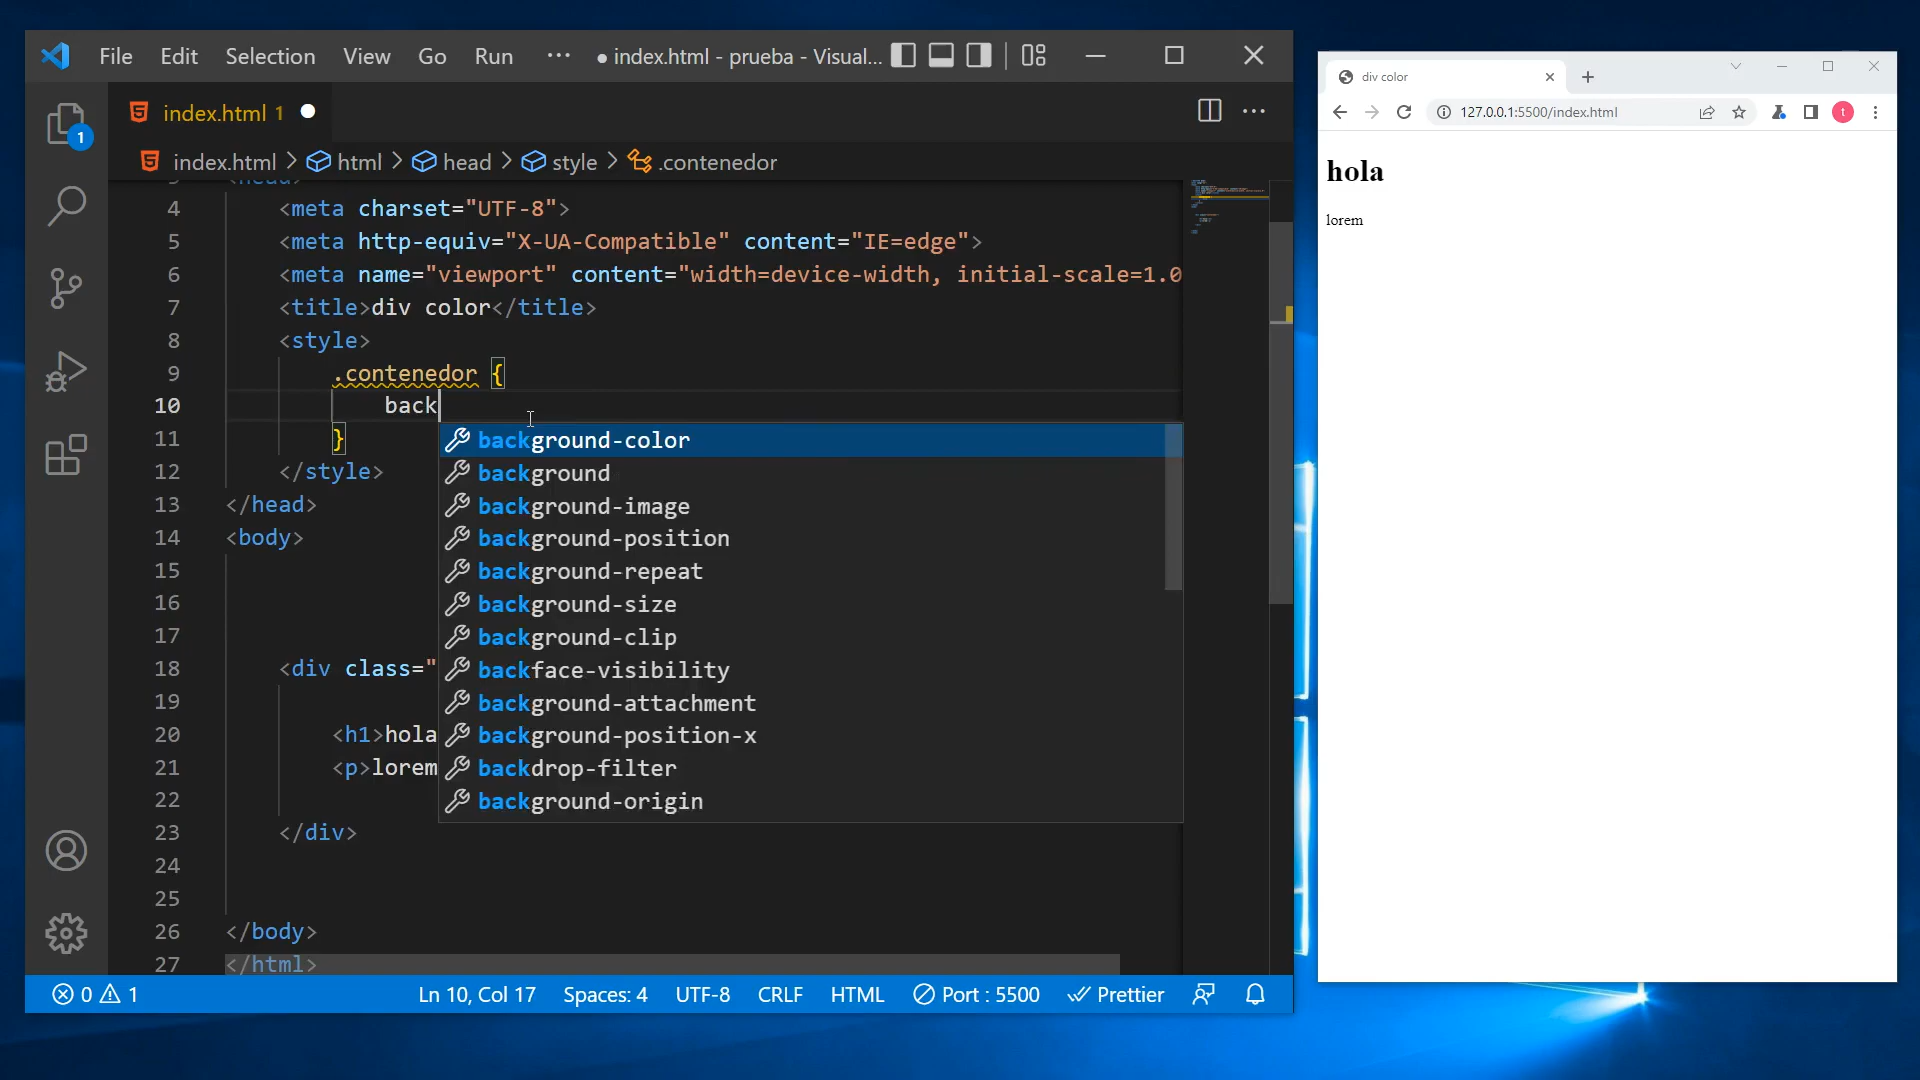 File Edit Selection View Go Run ··· ● index.html - prueba - Visual...
index.html 1
index.html > html > head > style > .contenedor
1
<head>
4 <meta charset="UTF-8">
5 <meta http-equiv="X-UA-Compatible" content="IE=edge">
6 <meta name="viewport" content="width=device-width, initial-scale=1.0
7 <title>div color</title>
8 <style>
9 .contenedor {
10 back
11 }
12 </style>
13 </head>
14 <body>
15
16
17
18 <div class="
19
20 <h1>hola
21 <p>lorem
22
23 </div>
24
25
26 </body>
27 </html>
background-color
background
background-image
background-position
background-repeat
background-size
background-clip
backface-visibility
background-attachment
background-position-x
backdrop-filter
background-origin
0 1 Ln 10, Col 17 Spaces: 4 UTF-8 CRLF HTML Port : 5500 Prettier
div color
127.0.0.1:5500/index.html t
hola
lorem